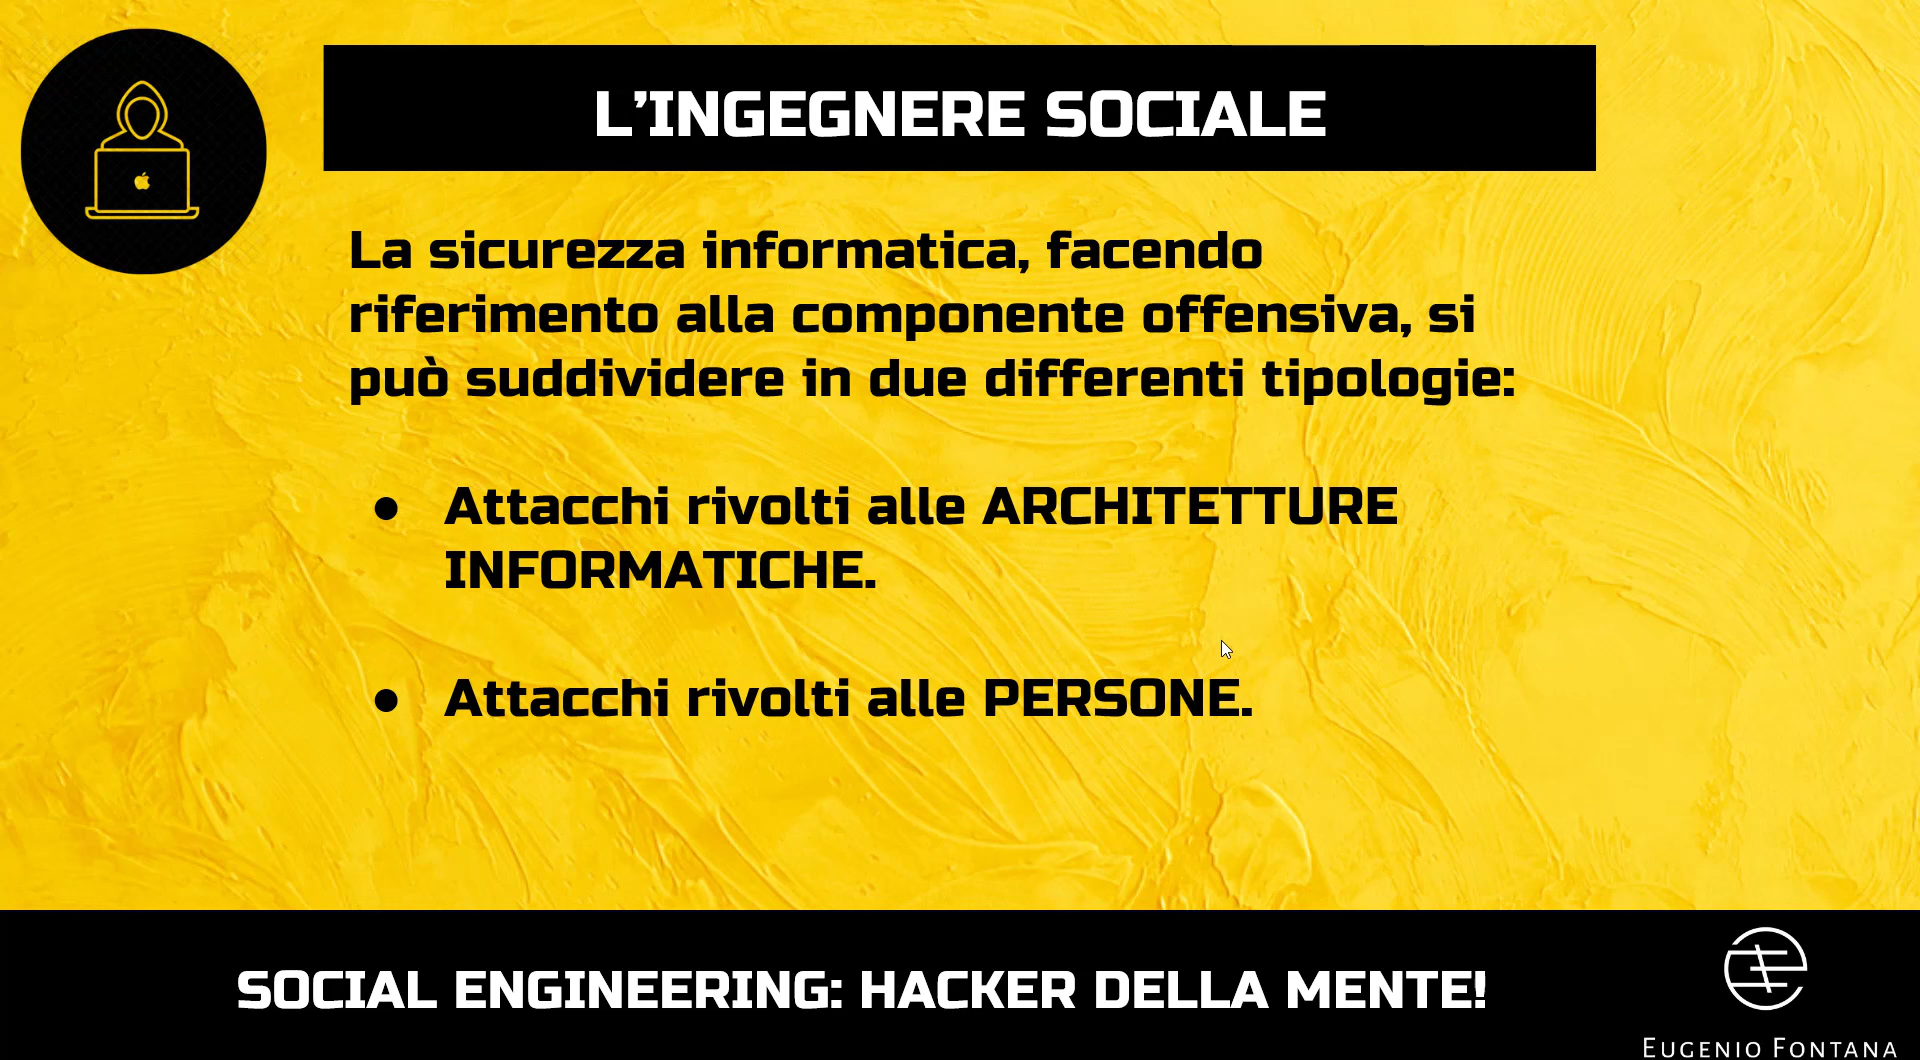 L’INGEGNERE SOCIALE
La sicurezza informatica, facendo
riferimento alla componente offensiva, si
può suddividere in due differenti tipologie:
● Attacchi rivolti alle ARCHITETTURE
INFORMATICHE.
● Attacchi rivolti alle PERSONE.
SOCIAL ENGINEERING: HACKER DELLA MENTE!
EUGENIO FONTANA